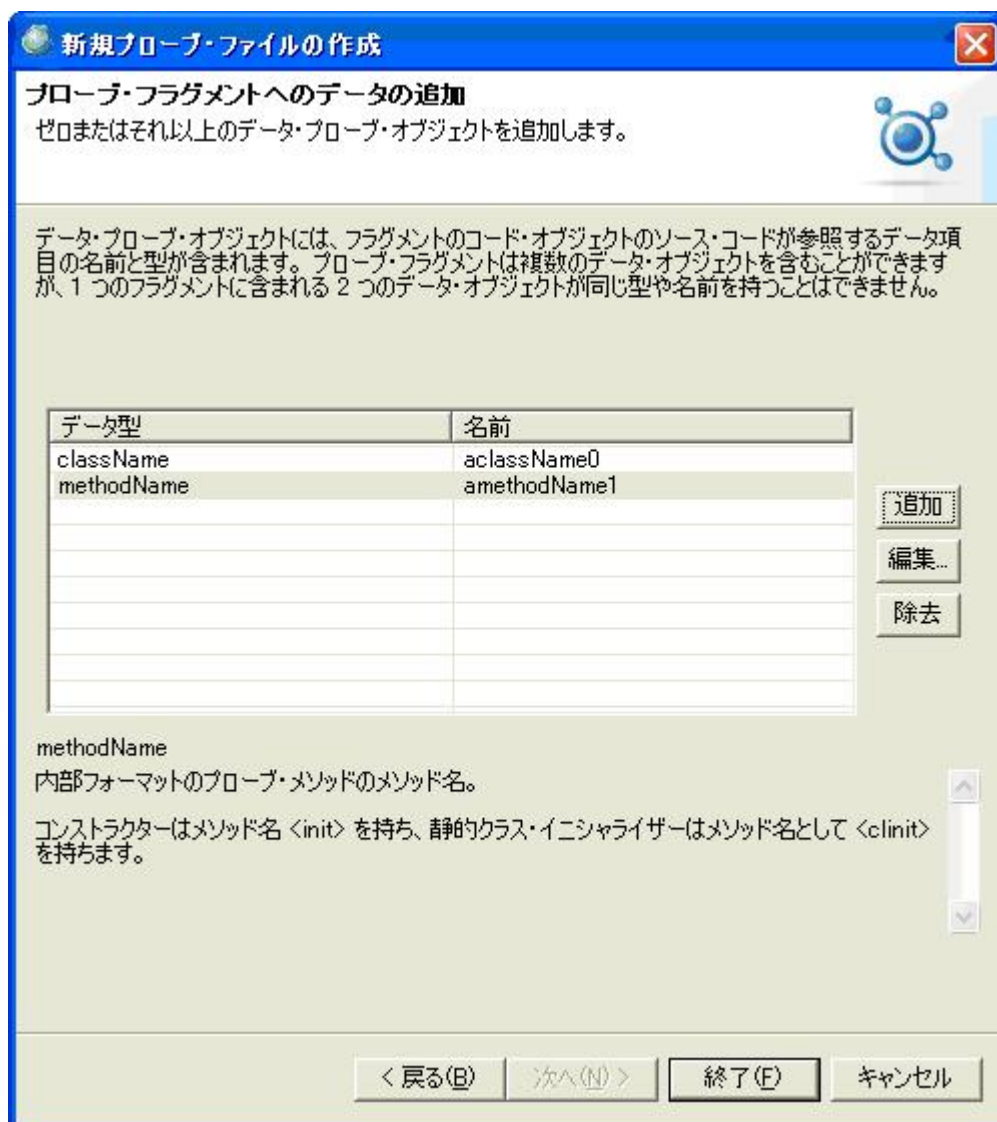 新規プローブ・ファイルの作成
プローブ・フラグメントへのデータの追加
ゼロまたはそれ以上のデータ・プローブ・オブジェクトを追加します。
データ・プローブ・オブジェクトには、フラグメントのコード・オブジェクトのソース・コードが参照するデータ項
目の名前と型が含まれます。プローブ・フラグメントは複数のデータ・オブジェクトを含むことができます
が、1 つのフラグメントに含まれる 2 つのデータ・オブジェクトが同じ型や名前を持つことはできません。
データ型 名前
className aclassName0
methodName amethodName1
追加
編集...
除去
methodName
内部フォーマットのプローブ・メソッドのメソッド名。
コンストラクターはメソッド名 <init> を持ち、静的クラス・イニシャライザーはメソッド名として <clinit>
を持ちます。
< 戻る(B) 次へ(N) > 終了(F) キャンセル